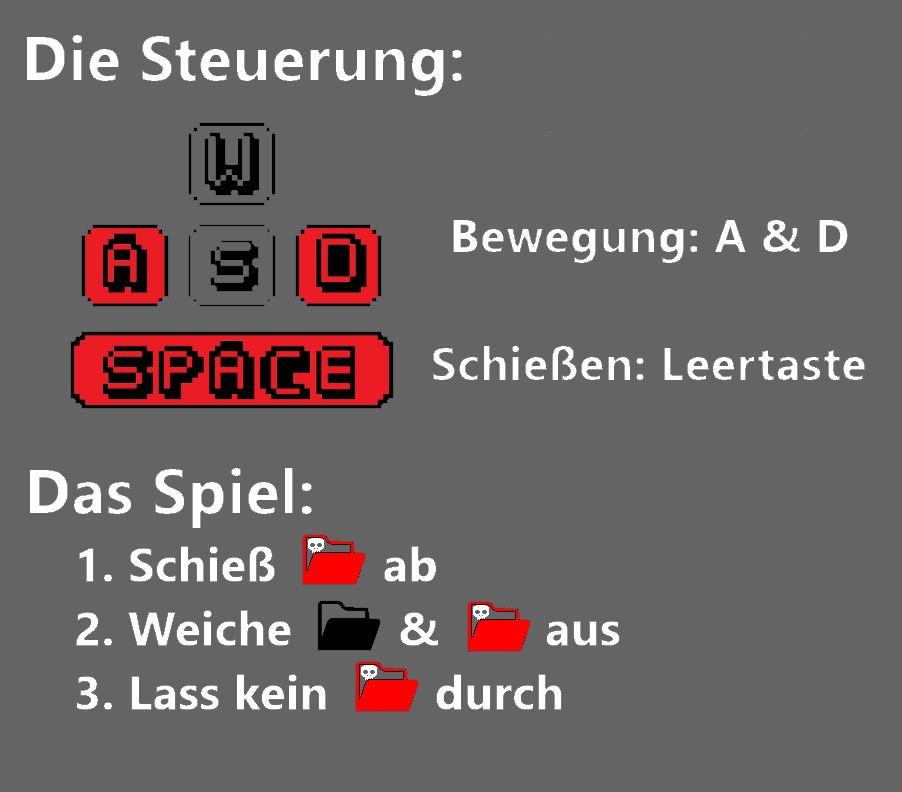 Die Steuerung:
W
A S D
Bewegung: A & D
SPACE
Schießen: Leertaste
Das Spiel:
1. Schieß ab
2. Weiche & aus
3. Lass kein durch